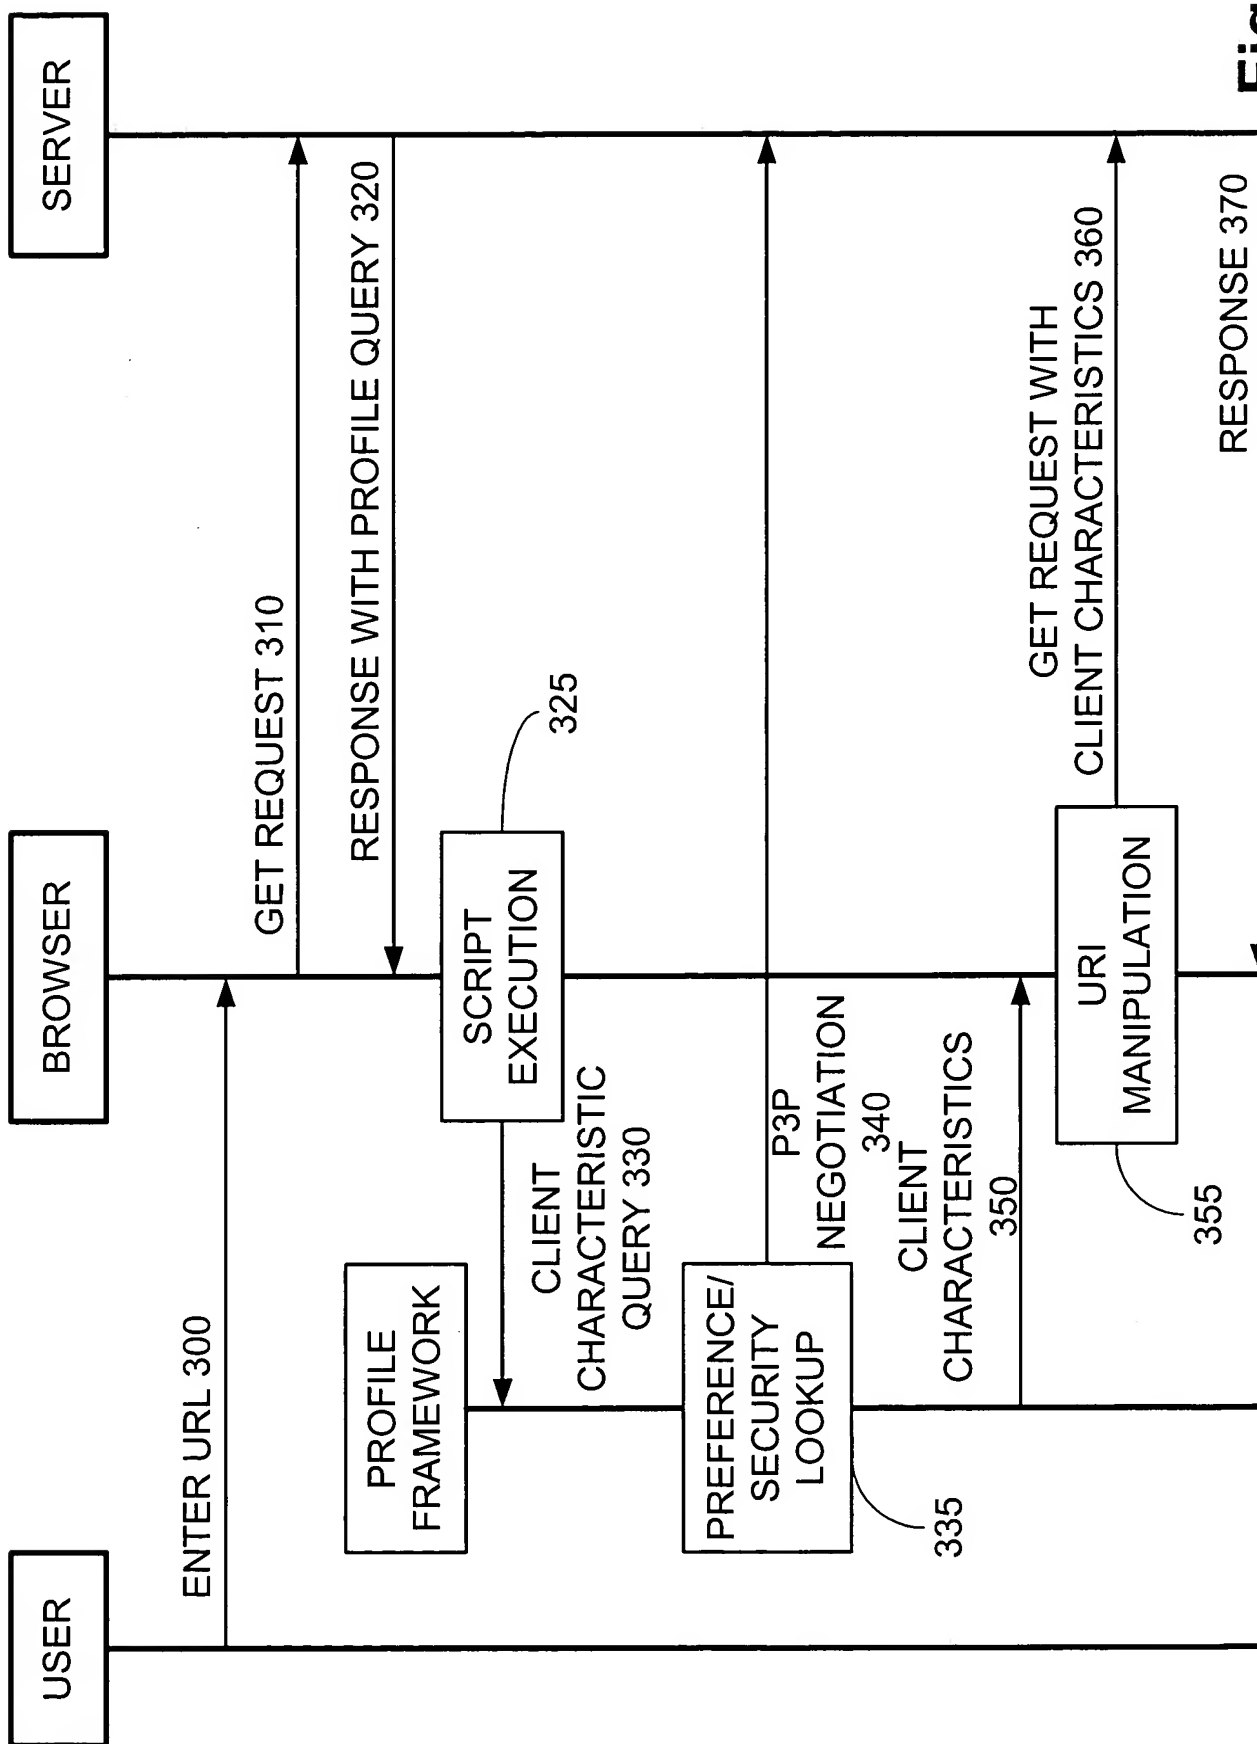 USER
BROWSER
SERVER
ENTER URL 300
GET REQUEST 310
RESPONSE WITH PROFILE QUERY 320
PROFILE
FRAMEWORK
SCRIPT
EXECUTION
325
CLIENT
CHARACTERISTIC
QUERY 330
PREFERENCE/
SECURITY
LOOKUP
335
P3P
NEGOTIATION
340
CLIENT
CHARACTERISTICS
350
URI
MANIPULATION
355
GET REQUEST WITH
CLIENT CHARACTERISTICS 360
RESPONSE 370